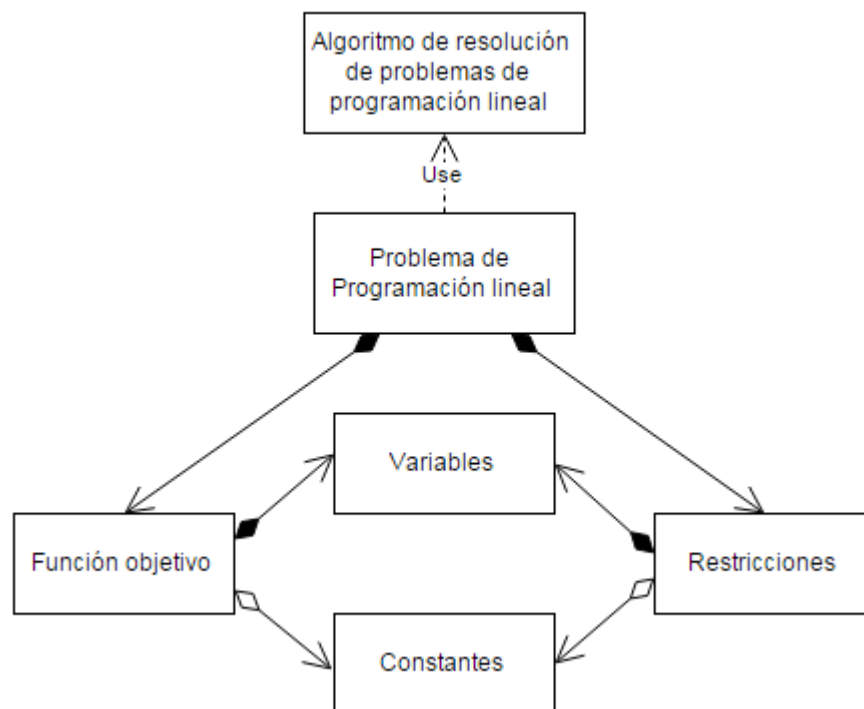 Algoritmo de resolución
de problemas de
programación lineal
Use
Problema de
Programación lineal
Variables
Función objetivo
Restricciones
Constantes